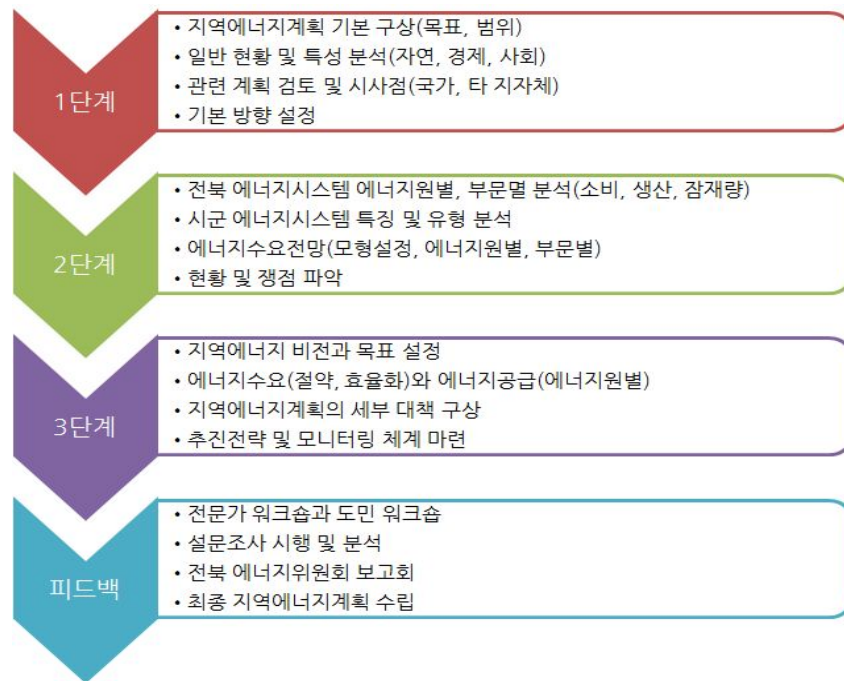 1단계
• 지역에너지계획 기본 구상(목표, 범위)
• 일반 현황 및 특성 분석(자연, 경제, 사회)
• 관련 계획 검토 및 시사점(국가, 타 지자체)
• 기본 방향 설정
2단계
• 전북 에너지시스템 에너지원별, 부문멸 분석(소비, 생산, 잠재량)
• 시군 에너지시스템 특징 및 유형 분석
• 에너지수요전망(모형설정, 에너지원별, 부문별)
• 현황 및 쟁점 파악
3단계
• 지역에너지 비전과 목표 설정
• 에너지수요(절약, 효율화)와 에너지공급(에너지원별)
• 지역에너지계획의 세부 대책 구상
• 추진전략 및 모니터링 체계 마련
피드백
• 전문가 워크숍과 도민 워크숍
• 설문조사 시행 및 분석
• 전북 에너지위원회 보고회
• 최종 지역에너지계획 수립